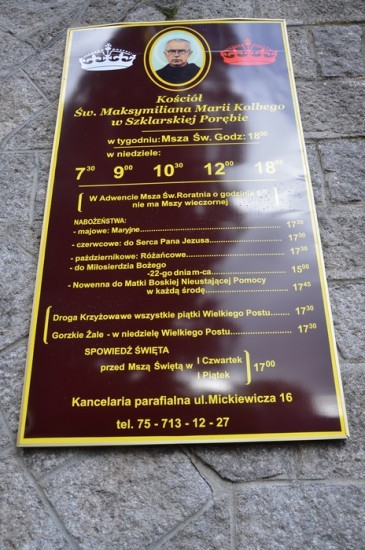 Kościół
Św. Maksymiliana Marii Kolbego
w Szklarskiej Porębie
w tygodniu: Msza Św. Godz: 18⁰⁰
w niedziele:
7³⁰ 9⁰⁰ 10³⁰ 12⁰⁰ 18⁰⁰
W Adwencie Msza Św. Roratnia o godzinie
nie ma Mszy wieczornej
NABOŻEŃSTWA:
- majowe: Maryjne 17³⁰
- czerwcowe: do Serca Pana Jezusa 17³⁰
- październikowe: Różańcowe 17³⁰
- do Miłosierdzia Bożego
-22-go dnia m-ca 15⁰⁰
- Nowenna do Matki Boskiej Nieustającej Pomocy
w każdą środę 17⁴⁵
Droga Krzyżowa we wszystkie piątki Wielkiego Postu 17³⁰
Gorzkie Żale - w niedzielę Wielkiego Postu 17³⁰
SPOWIEDŹ ŚWIĘTA
przed Mszą Świętą w I Czwartek
I Piątek 17⁰⁰
Kancelaria parafialna ul. Mickiewicza 16
tel. 75 - 713 - 12 - 27